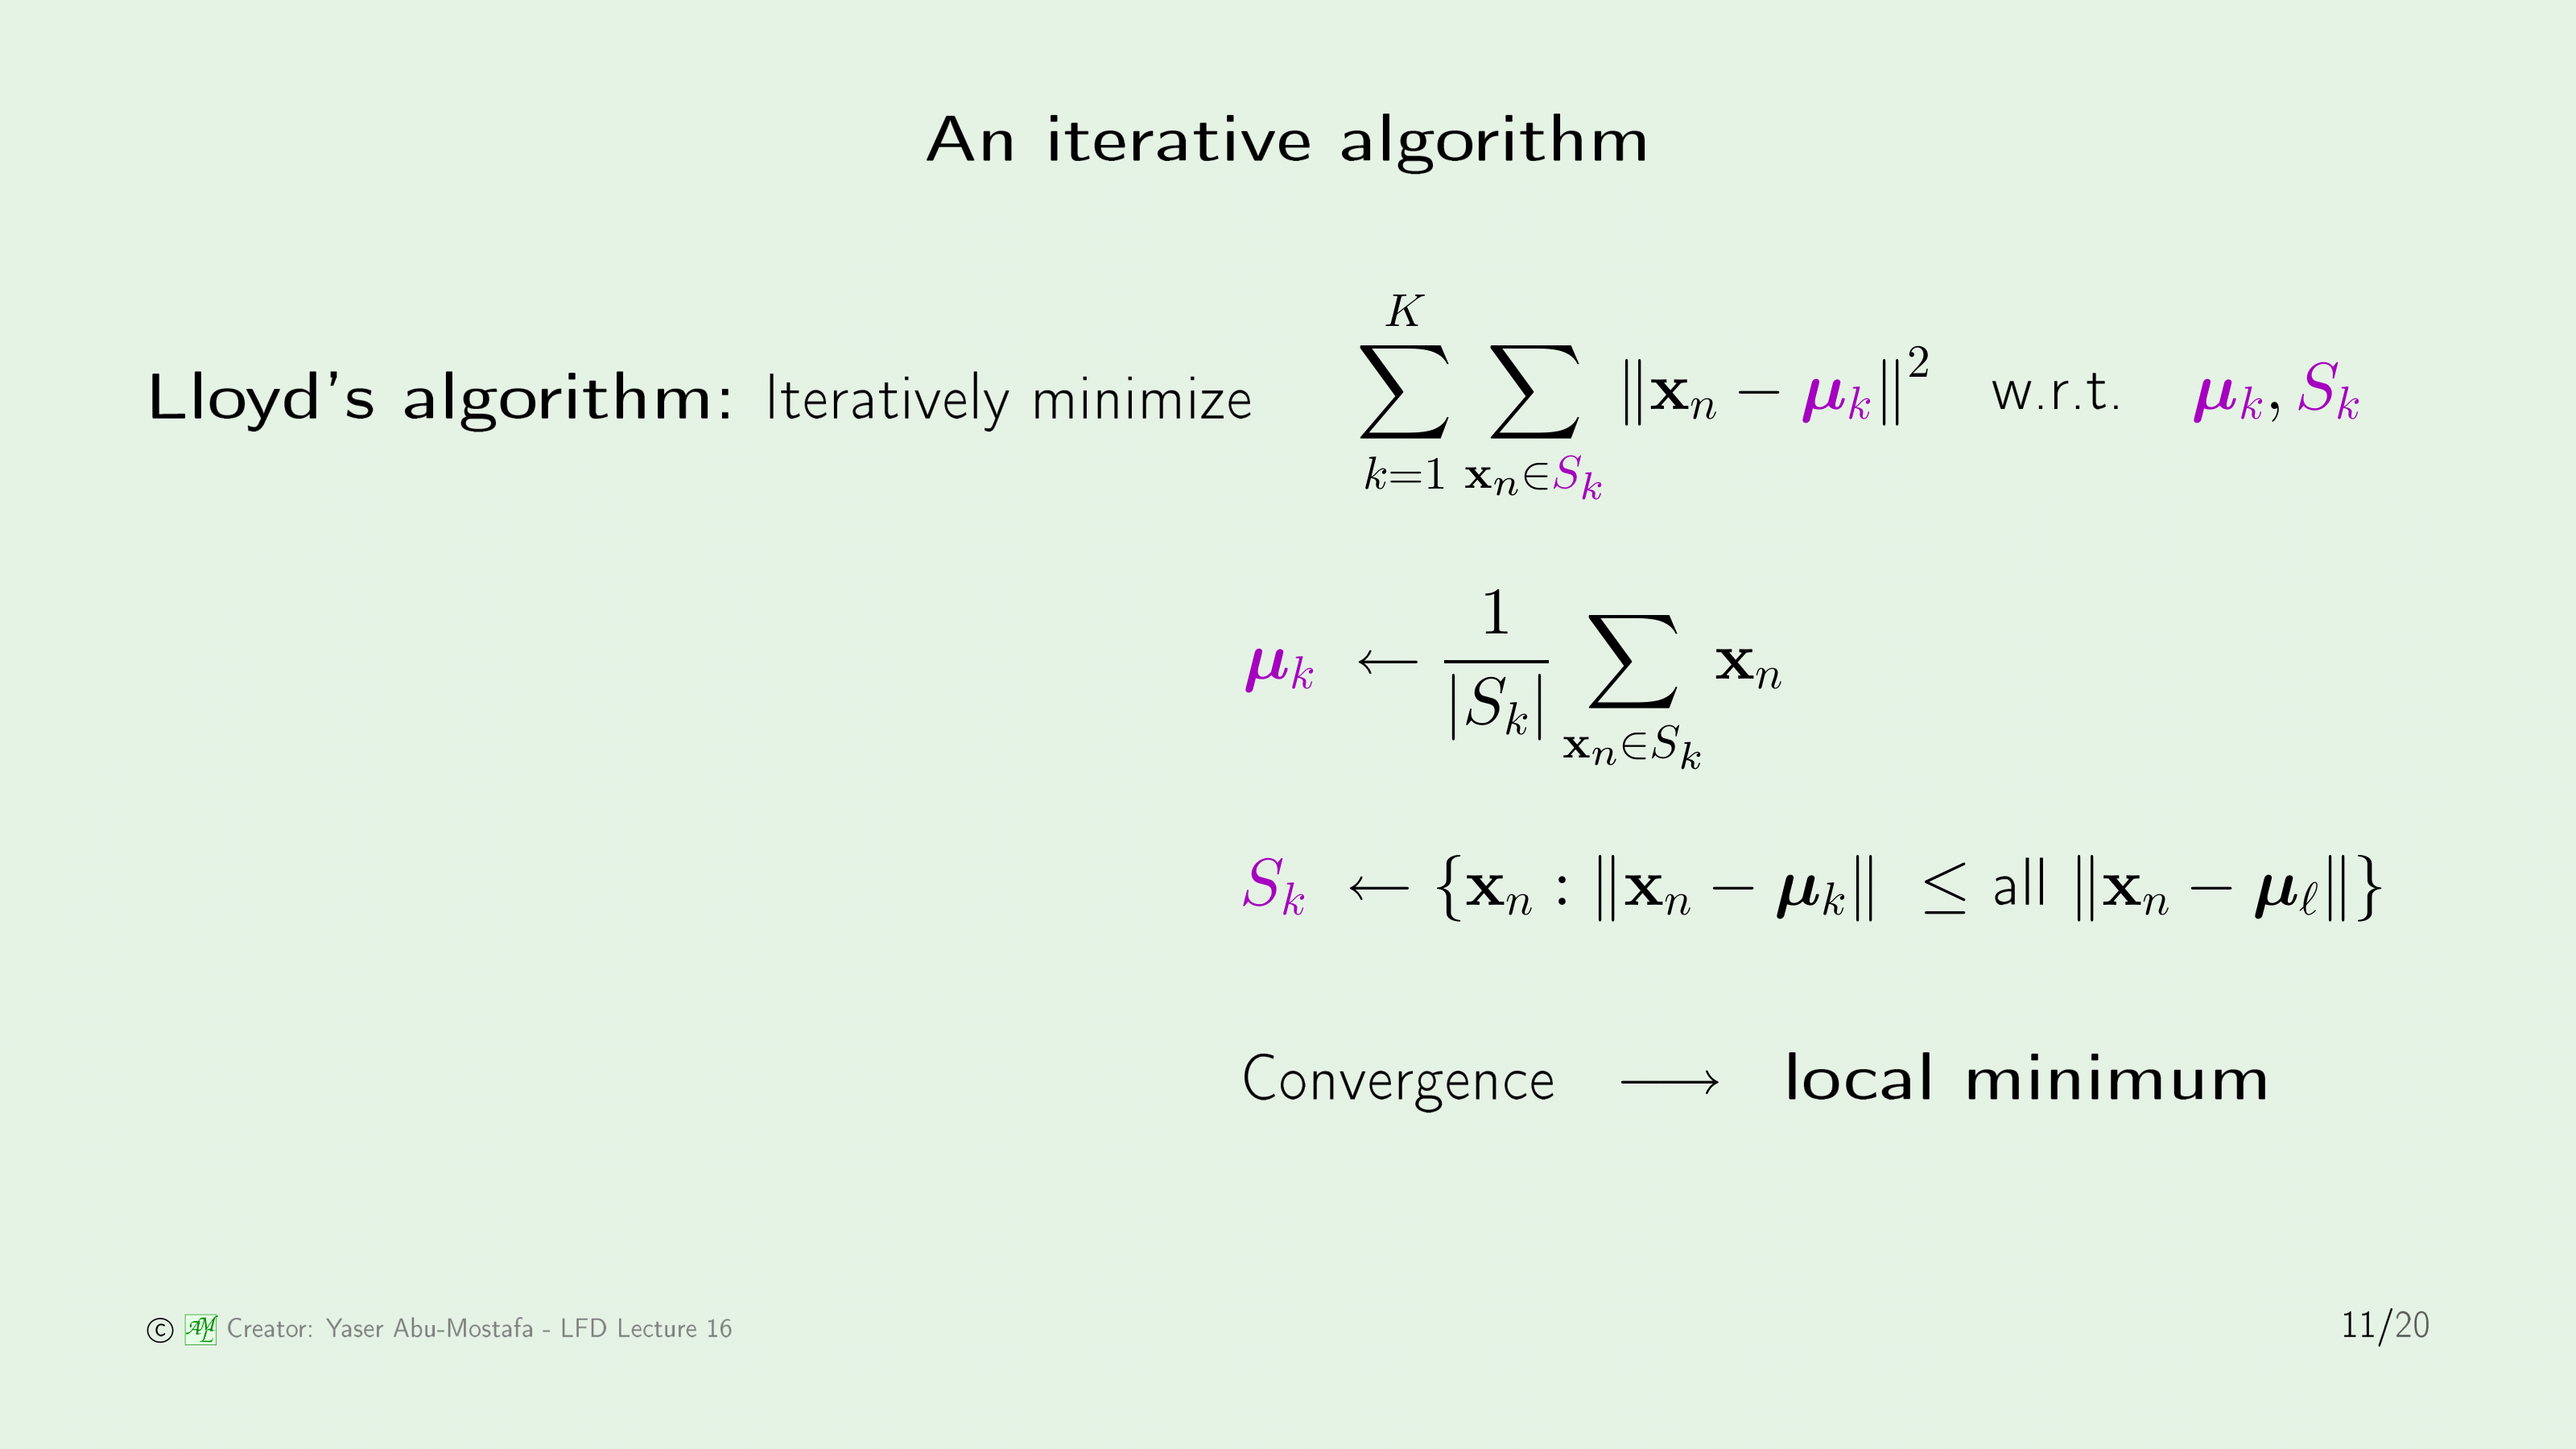 An iterative algorithm
Lloyd's algorithm: Iteratively minimize $\sum_{k=1}^{K} \sum_{\mathbf{x}_n \in S_k} \|\mathbf{x}_n - \boldsymbol{\mu}_k\|^2$ w.r.t. $\boldsymbol{\mu}_k, S_k$
$\boldsymbol{\mu}_k \leftarrow \frac{1}{|S_k|} \sum_{\mathbf{x}_n \in S_k} \mathbf{x}_n$
$S_k \leftarrow \{\mathbf{x}_n : \|\mathbf{x}_n - \boldsymbol{\mu}_k\| \leq \text{all } \|\mathbf{x}_n - \boldsymbol{\mu}_\ell\|\}$
Convergence ⟶ local minimum
© AML Creator: Yaser Abu-Mostafa - LFD Lecture 16
11/20